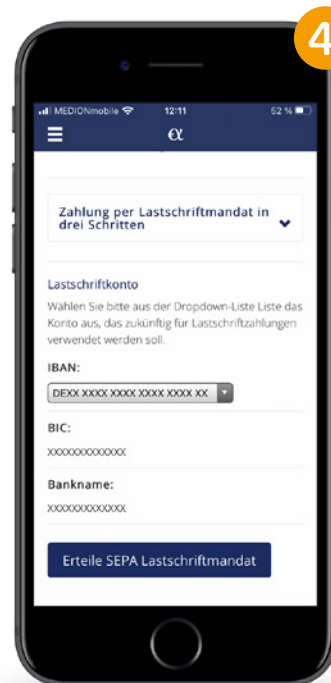 4
MEDIONmobile 12:11 52 %
α
Zahlung per Lastschriftmandat in
drei Schritten
Lastschriftkonto
Wählen Sie bitte aus der Dropdown-Liste Liste das
Konto aus, das zukünftig für Lastschriftzahlungen
verwendet werden soll.
IBAN:
DEXX XXXX XXXX XXXX XXXX XX
BIC:
XXXXXXXXXXXX
Bankname:
XXXXXXXXXXXX
Erteile SEPA Lastschriftmandat